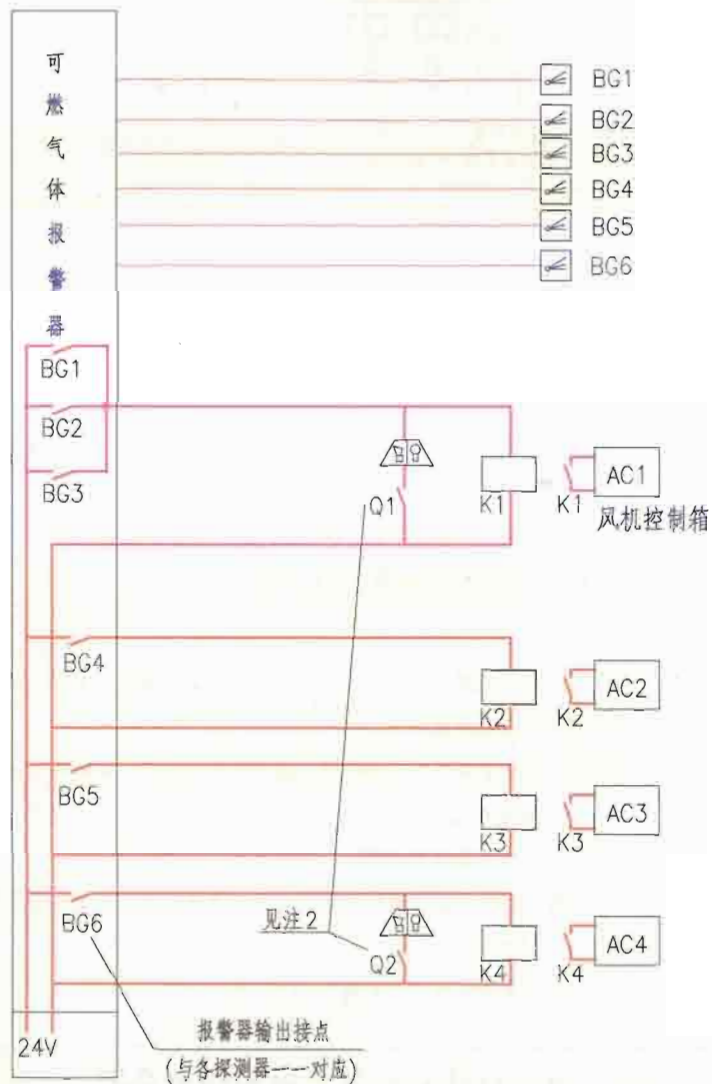 可燃气体报警器
BG1
BG2
BG3
BG4
BG5
BG6
BG1
BG2
BG3
Q1
K1
K1
AC1
风机控制箱
BG4
K2
K2
AC2
BG5
K3
K3
AC3
BG6
见注2
Q2
K4
K4
AC4
24V
报警器输出接点
(与各探测器一一对应)